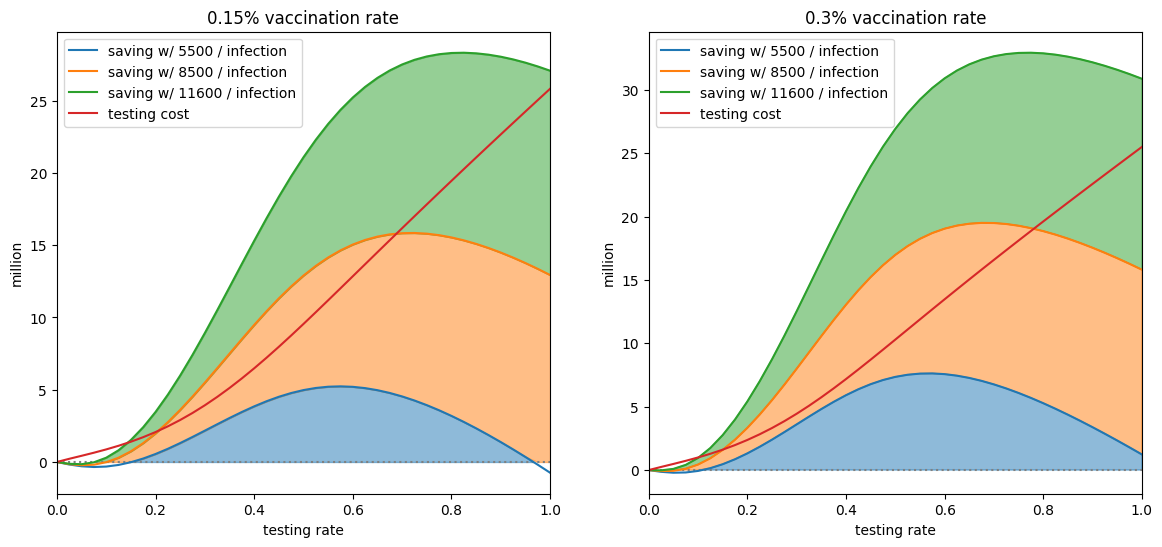 0.15% vaccination rate
saving w/ 5500 / infection
saving w/ 8500 / infection
saving w/ 11600 / infection
testing cost
million
25
20
15
10
5
0
0.0 0.2 0.4 0.6 0.8 1.0
testing rate
0.3% vaccination rate
saving w/ 5500 / infection
saving w/ 8500 / infection
saving w/ 11600 / infection
testing cost
million
30
25
20
15
10
5
0
0.0 0.2 0.4 0.6 0.8 1.0
testing rate